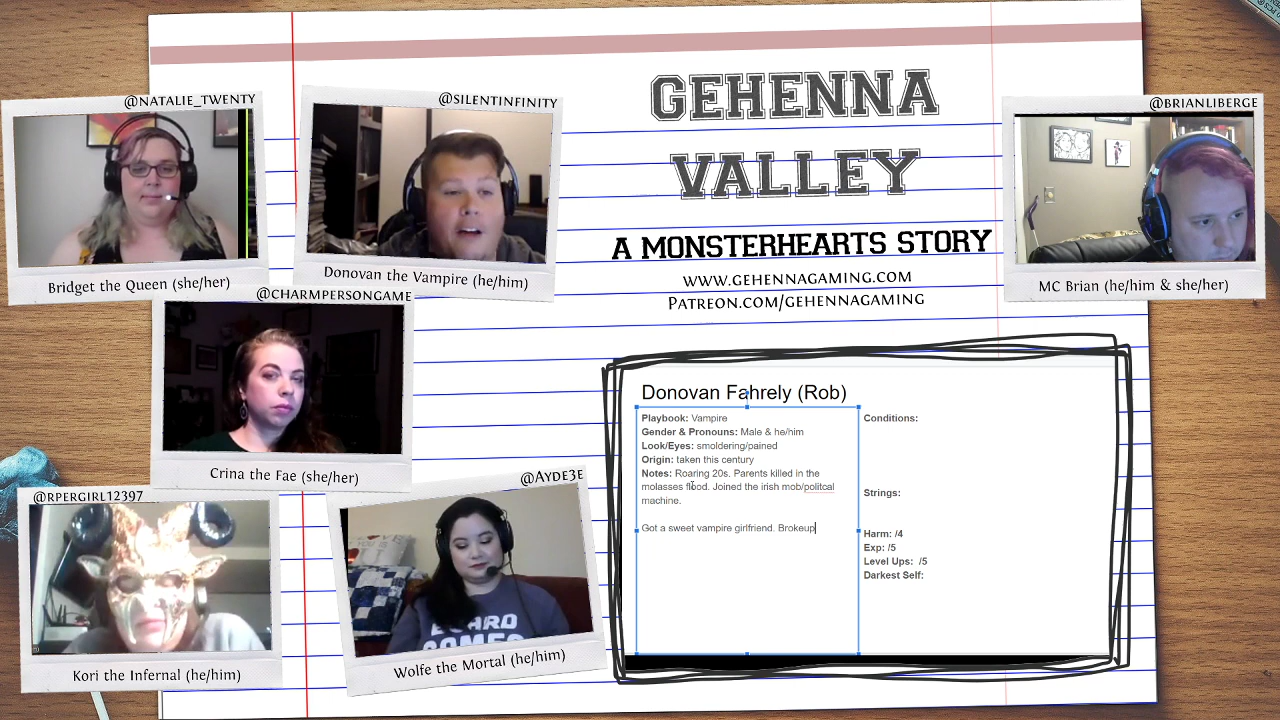 @NATALIE_TWENTY
Bridget the Queen (she/her)
@SILENTINFINITY
Donovan the Vampire (he/him)
@CHARMPERSONGAME
Crina the Fae (she/her)
@RPERGIRL12397
Kori the Infernal (he/him)
@AYDE3E
BOARD
GAMES
Wolfe the Mortal (he/him)
GEHENNA
VALLEY
A MONSTERHEARTS STORY
WWW.GEHENNAGAMING.COM
PATREON.COM/GEHENNAGAMING
@BRIANLIBERGE
MC Brian (he/him & she/her)
Donovan Fahrely (Rob)
Playbook: Vampire
Gender & Pronouns: Male & he/him
Look/Eyes: smoldering/pained
Origin: taken this century
Notes: Roaring 20s. Parents killed in the
molasses flood. Joined the irish mob/politcal
machine.
Got a sweet vampire girlfriend. Brokeup
Conditions:
Strings:
Harm: /4
Exp: /5
Level Ups: /5
Darkest Self: